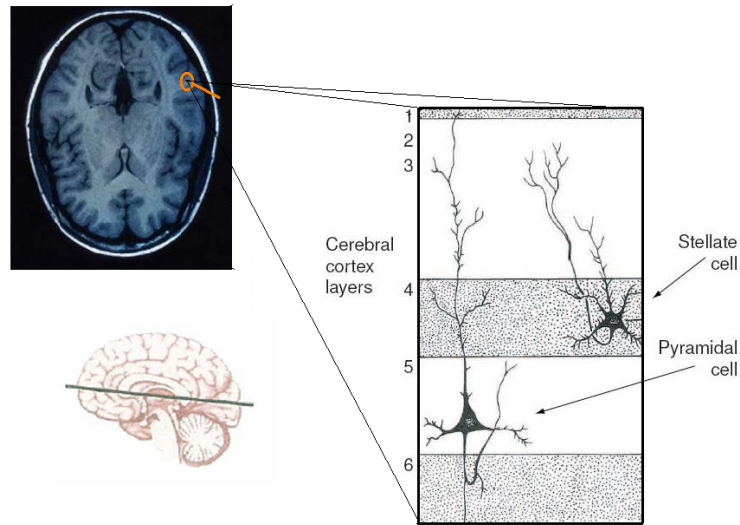 1
2
3
Cerebral
cortex
layers
4
5
6
Stellate
cell
Pyramidal
cell